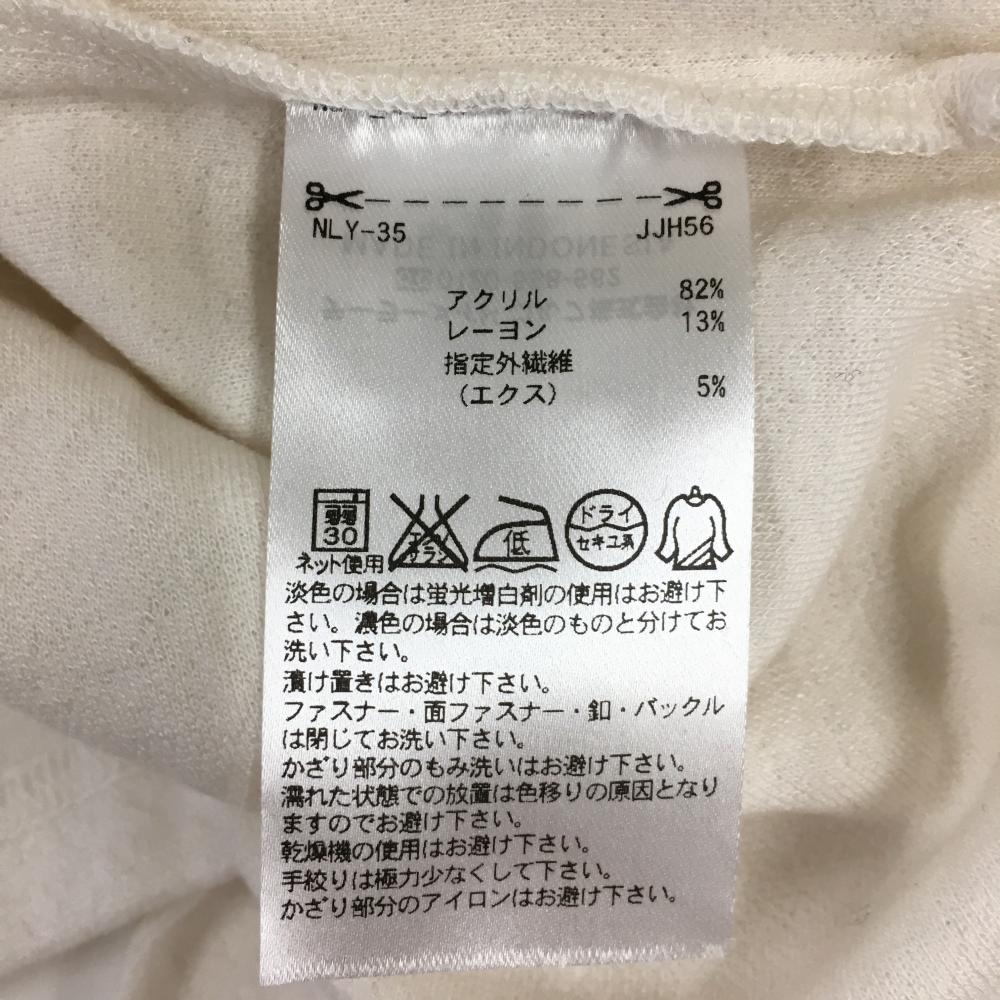 NLY-35 JJH56
アクリル 82%
レーヨン 13%
指定外繊維
(エクス) 5%
弱
30
エンソ
サラシ
低
ドライ
セキユ系
ネット使用
淡色の場合は蛍光増白剤の使用はお避け下
さい。濃色の場合は淡色のものと分けてお
洗い下さい。
漬け置きはお避け下さい。
ファスナー・面ファスナー・釦・バックル
は閉じてお洗い下さい。
かざり部分のもみ洗いはお避け下さい。
濡れた状態での放置は色移りの原因となり
ますのでお避け下さい。
乾燥機の使用はお避け下さい。
手絞りは極力少なくして下さい。
かざり部分のアイロンはお避け下さい。
MADE IN INDONESIA